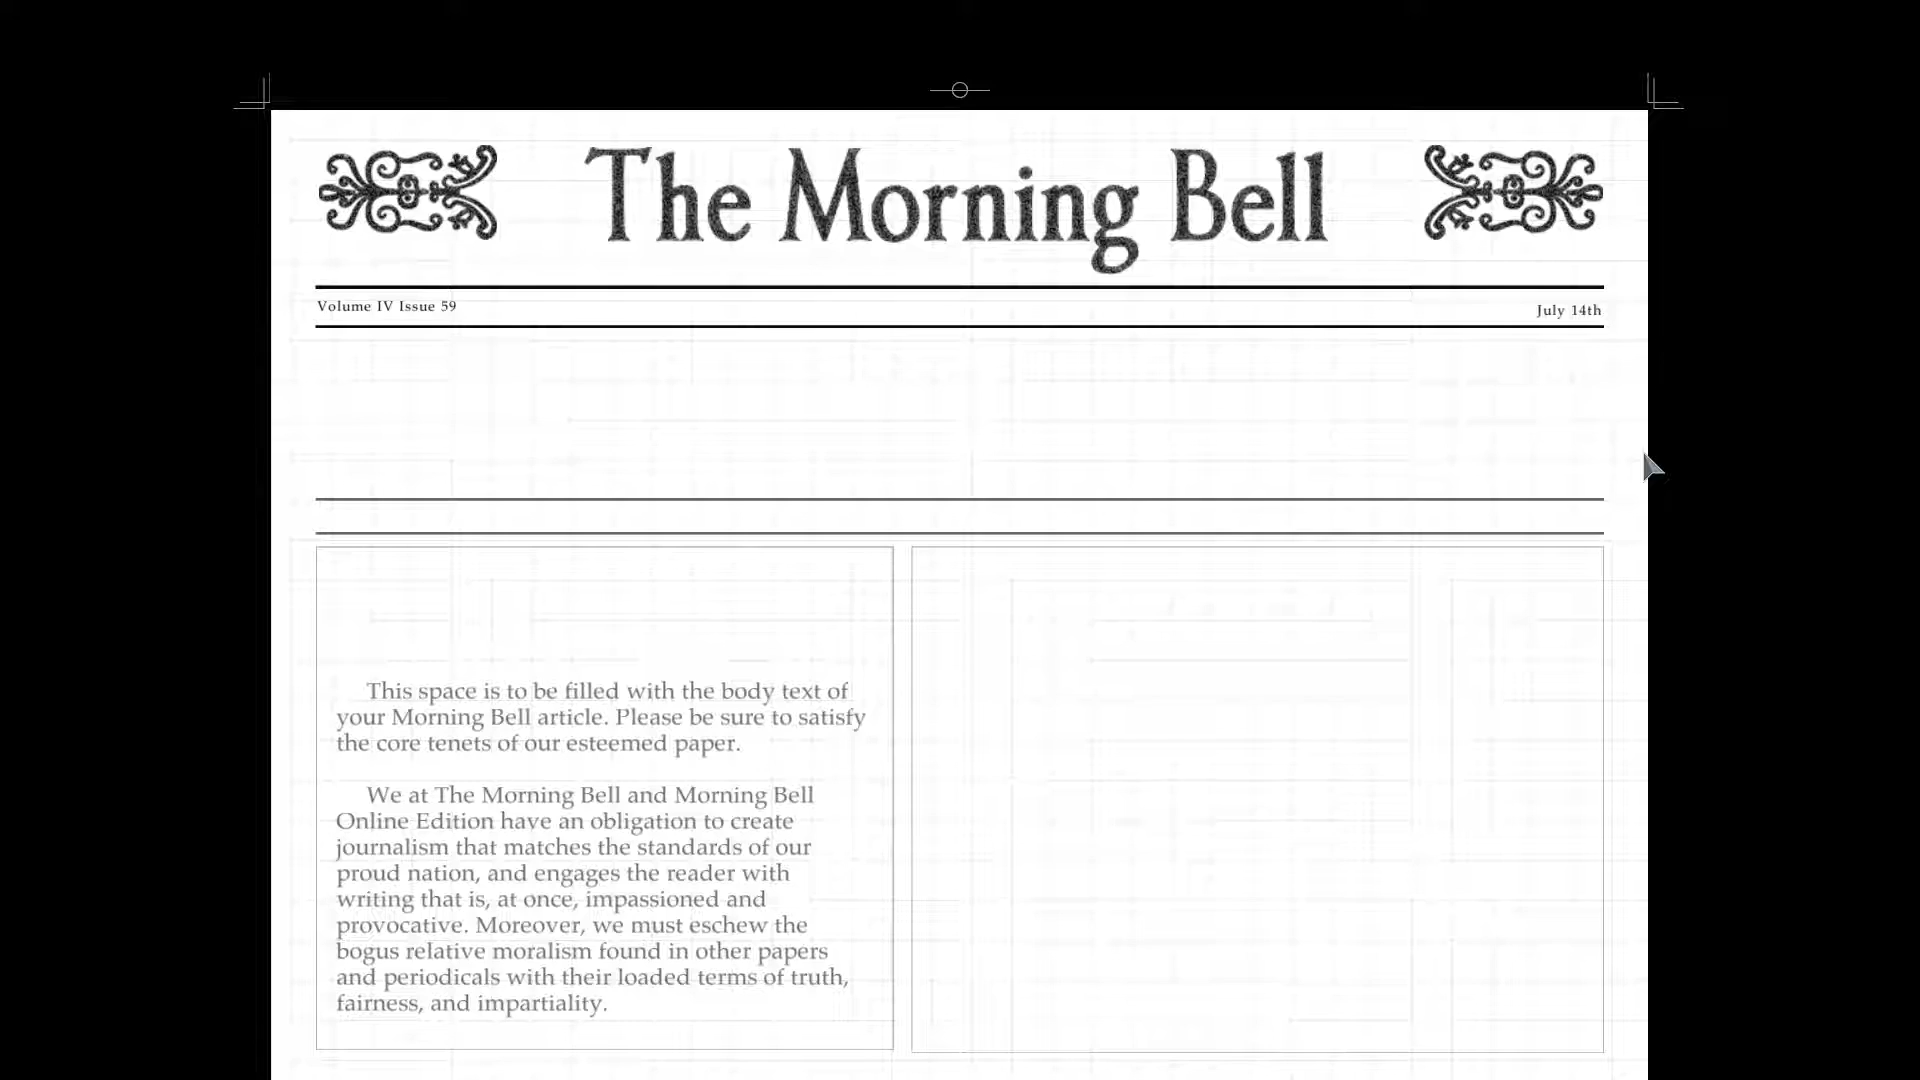 The Morning Bell
Volume IV Issue 59
July 14th
This space is to be filled with the body text of
your Morning Bell article. Please be sure to satisfy
the core tenets of our esteemed paper.
We at The Morning Bell and Morning Bell
Online Edition have an obligation to create
journalism that matches the standards of our
proud nation, and engages the reader with
writing that is, at once, impassioned and
provocative. Moreover, we must eschew the
bogus relative moralism found in other papers
and periodicals with their loaded terms of truth,
fairness, and impartiality.